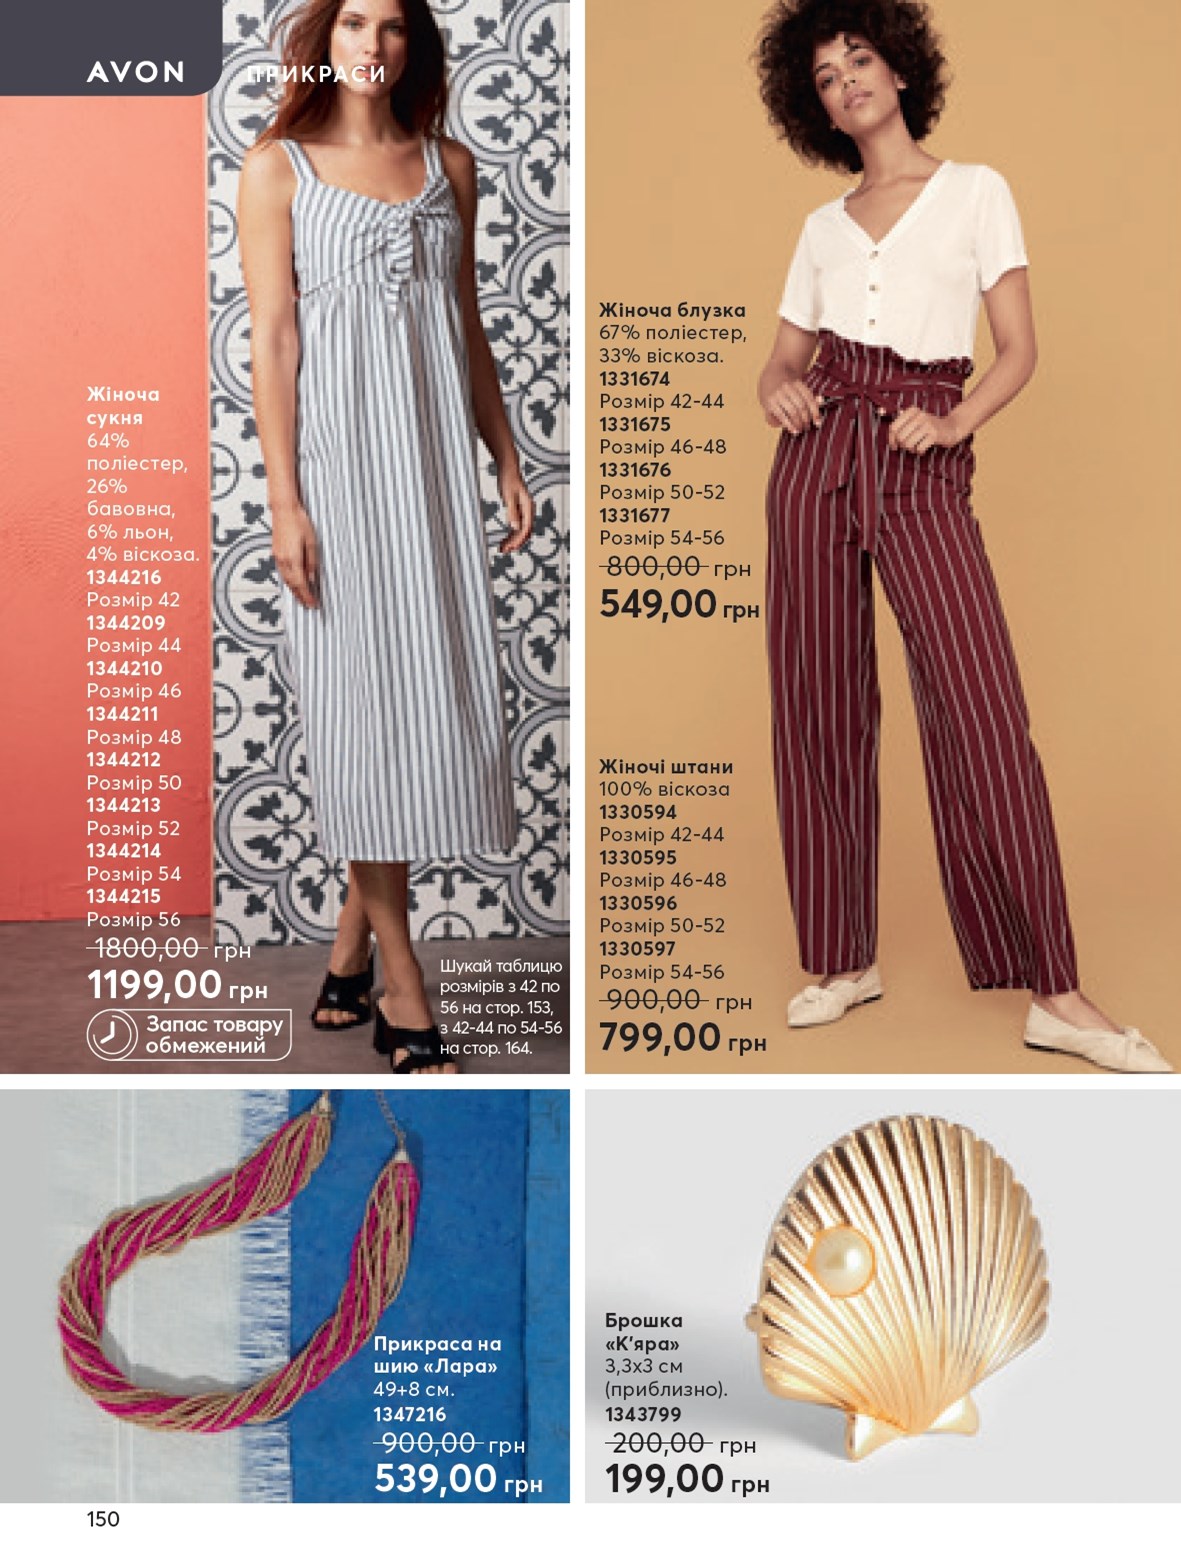 AVON
ПРИКРАСИ
Жіноча
сукня
64%
поліестер,
26%
бавовна,
6% льон,
4% віскоза.
1344216
Розмір 42
1344209
Розмір 44
1344210
Розмір 46
1344211
Розмір 48
1344212
Розмір 50
1344213
Розмір 52
1344214
Розмір 54
1344215
Розмір 56
1800,00 грн
1199,00 грн
Запас товару
обмежений
Шукай таблицю
розмірів з 42 по
56 на стор. 153,
з 42-44 по 54-56
на стор. 164.
Жіноча блузка
67% поліестер,
33% віскоза.
1331674
Розмір 42-44
1331675
Розмір 46-48
1331676
Розмір 50-52
1331677
Розмір 54-56
800,00 грн
549,00 грн
Жіночі штани
100% віскоза
1330594
Розмір 42-44
1330595
Розмір 46-48
1330596
Розмір 50-52
1330597
Розмір 54-56
900,00 грн
799,00 грн
Прикраса на
шию «Лара»
49+8 см.
1347216
900,00 грн
539,00 грн
Брошка
«К'яра»
3,3х3 см
(приблизно).
1343799
200,00 грн
199,00 грн
150